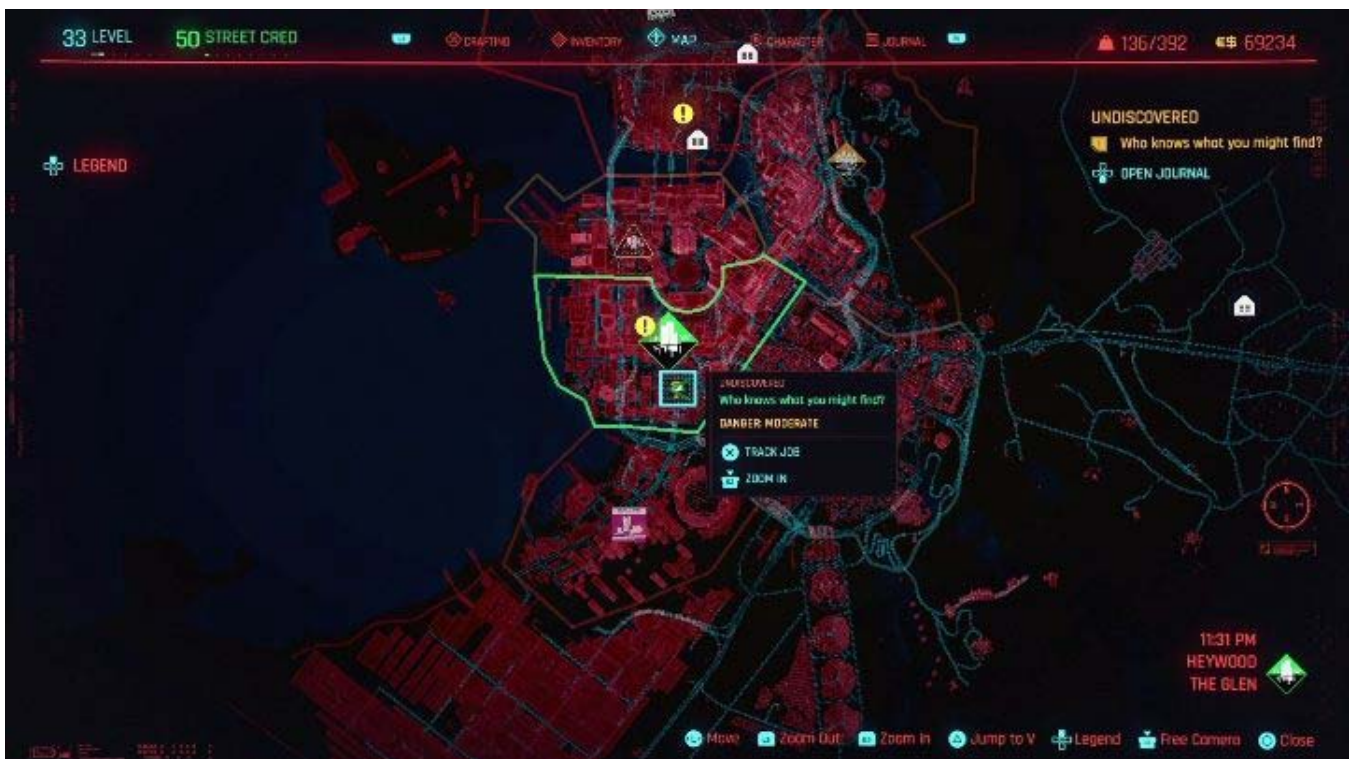 33 LEVEL
50 STREET CRED
CRAFTING
INVENTORY
MAP
CHARACTER
JOURNAL
136/392
€$ 69234
LEGEND
UNDISCOVERED
Who knows what you might find?
OPEN JOURNAL
UNDISCOVERED
Who knows what you might find?
DANGER: MODERATE
TRACK JOB
ZOOM IN
11:31 PM
HEYWOOD
THE GLEN
Move
Zoom Out
Zoom In
Jump to V
Legend
Free Camera
Close